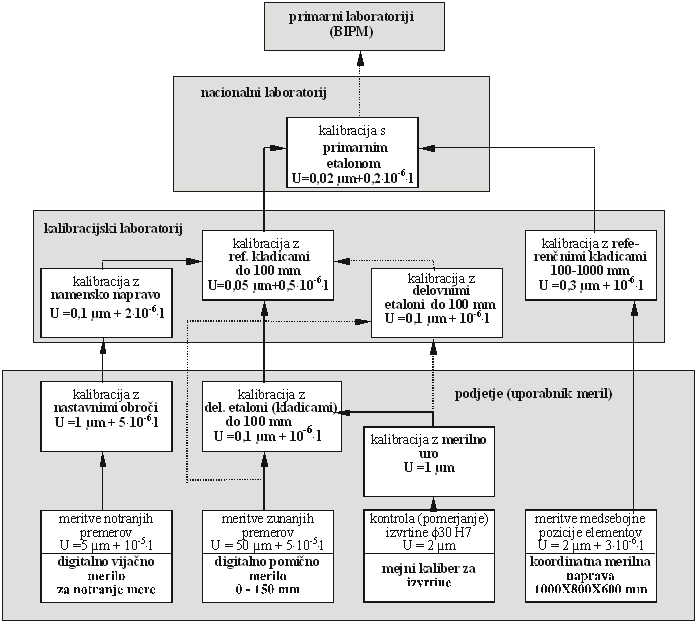 primarni laboratoriji
(BIPM)
nacionalni laboratorij
kalibracija s
primarnim
etalonom
U=0,02 µm+0,2·10⁻⁶·l
kalibracijski laboratorij
kalibracija z
ref. kladicami
do 100 mm
U=0,05 µm+0,5·10⁻⁶·l
kalibracija z refe-
renčnimi kladicami
100-1000 mm
U =0,3 µm + 10⁻⁶·l
kalibracija z
namensko napravo
U =0,1 µm + 2·10⁻⁶·l
kalibracija z
delovnimi
etaloni do 100 mm
U =0,1 µm + 10⁻⁶·l
podjetje (uporabnik meril)
kalibracija z
nastavnimi obroči
U =1 µm + 5·10⁻⁶·l
kalibracija z
del. etaloni (kladicami)
do 100 mm
U =0,1 µm + 10⁻⁶·l
kalibracija z merilno
uro
U =1 µm
meritve notranjih
premerov
U =5 µm + 10⁻⁵·l
digitalno vijačno
merilo
za notranje mere
meritve zunanjih
premerov
U = 50 µm + 5·10⁻⁵·l
digitalno pomično
merilo
0 - 150 mm
kontrola (pomerjanje)
izvrtine ϕ30 H7
U = 2 µm
mejni kaliber za
izvrtine
meritve medsebojne
pozicije elementov
U = 2 µm + 3·10⁻⁶·l
koordinatna merilna
naprava
1000X800X600 mm